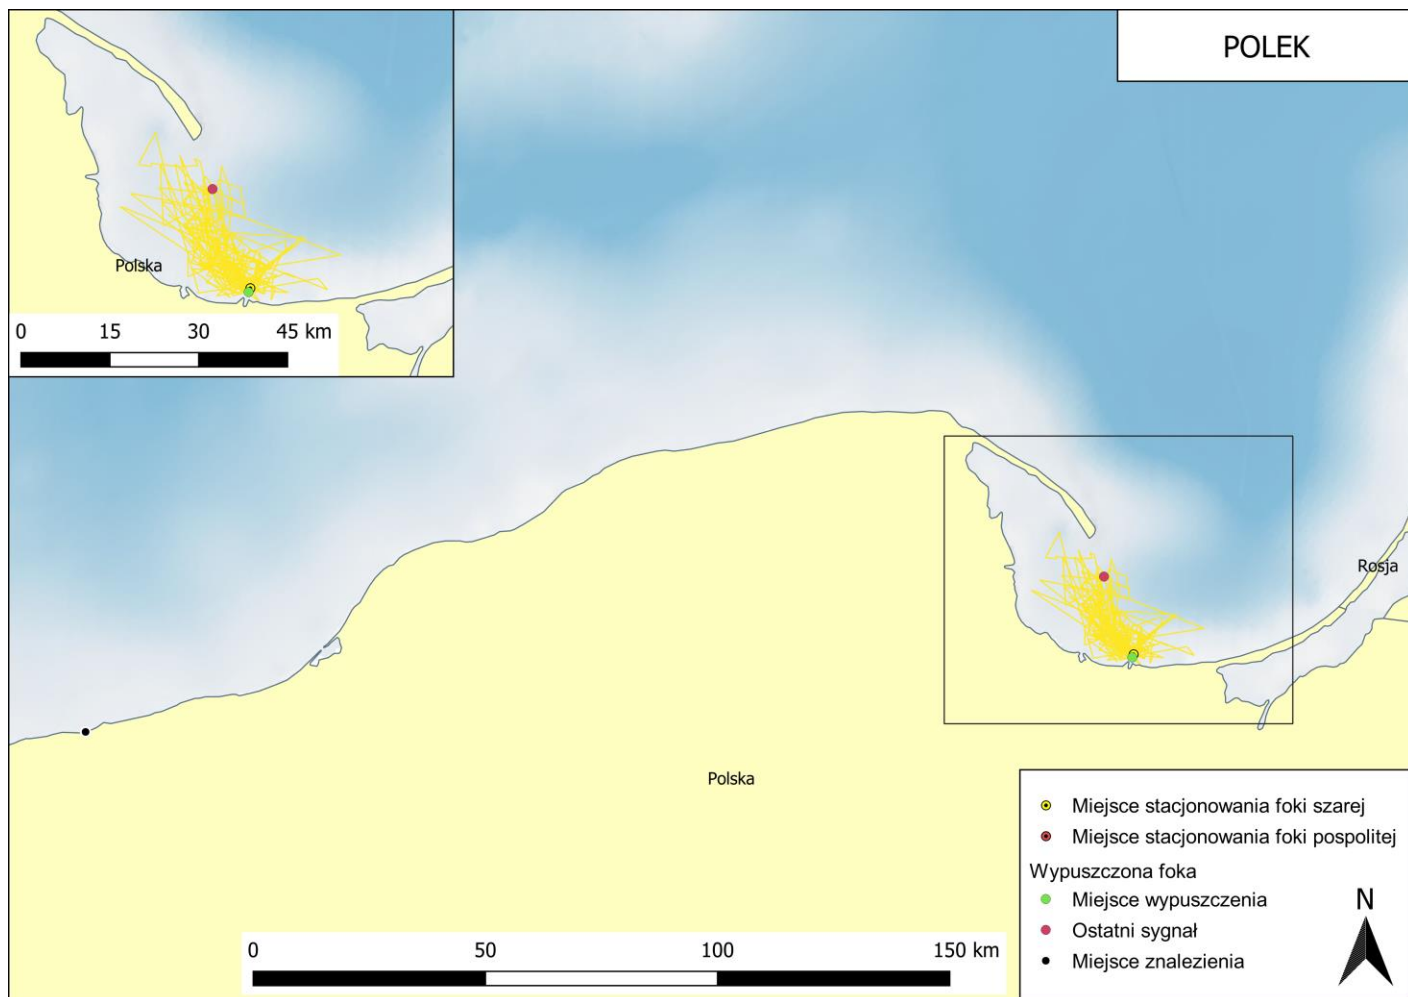 POLEK
Polska
0 15 30 45 km
Rosja
Polska
0 50 100 150 km
Miejsce stacjonowania foki szarej
Miejsce stacjonowania foki pospolitej
Wypuszczona foka
Miejsce wypuszczenia
Ostatni sygnał
Miejsce znalezienia
N